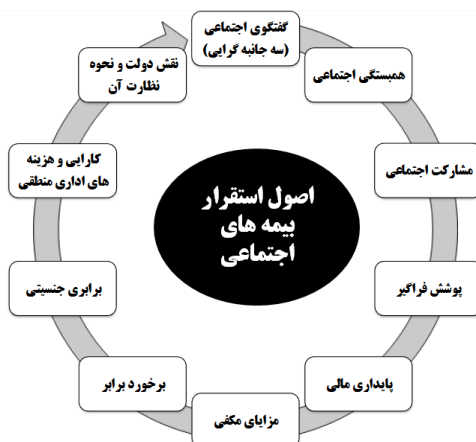 گفتگوی اجتماعی
(سه جانبه گرایی)
همبستگی اجتماعی
مشارکت اجتماعی
پوشش فراگیر
پایداری مالی
مزایای مکفی
برخورد برابر
برابری جنسیتی
کارایی و هزینه
های اداری منطقی
نقش دولت و نحوه
نظارت آن
اصول استقرار
بیمه های
اجتماعی